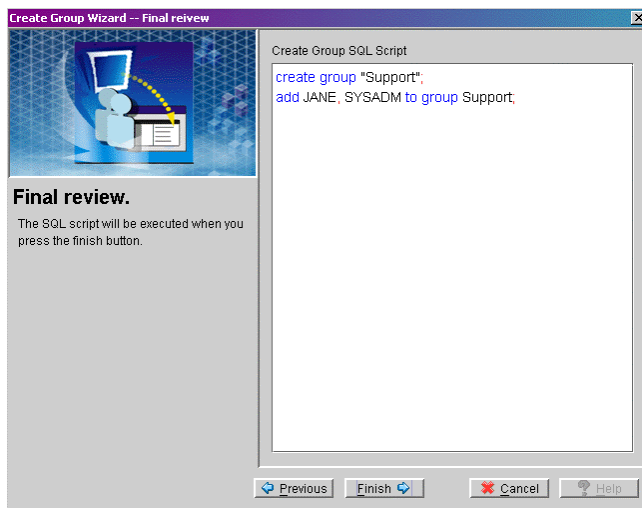 Create Group Wizard -- Final reivew
Create Group SQL Script
create group "Support";
add JANE, SYSADM to group Support;
Final review.
The SQL script will be executed when you
press the finish button.
Previous
Finish
Cancel
Help